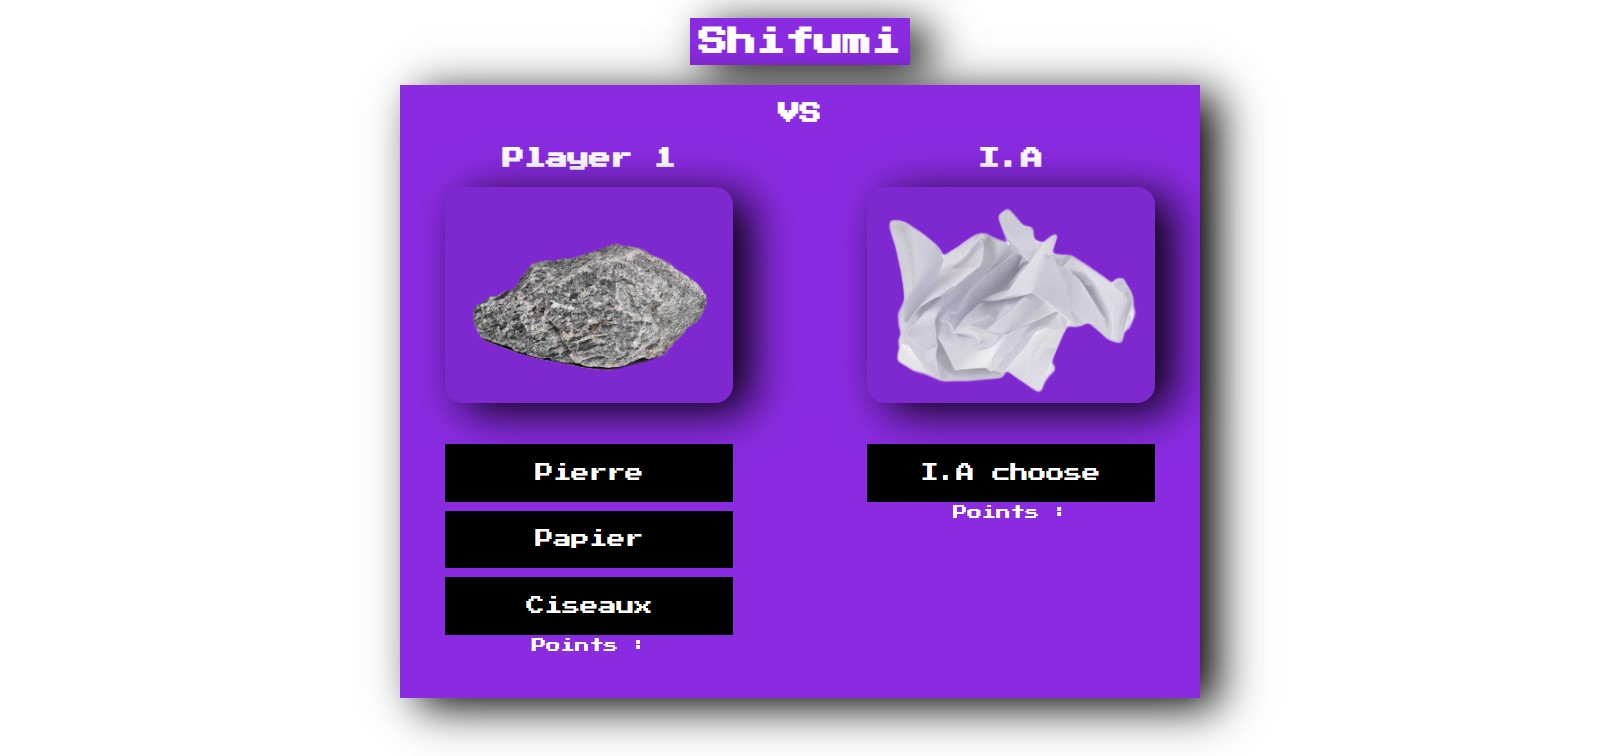 Shifumi
VS
Player 1
I.A
Pierre
Papier
Ciseaux
Points :
I.A choose
Points :